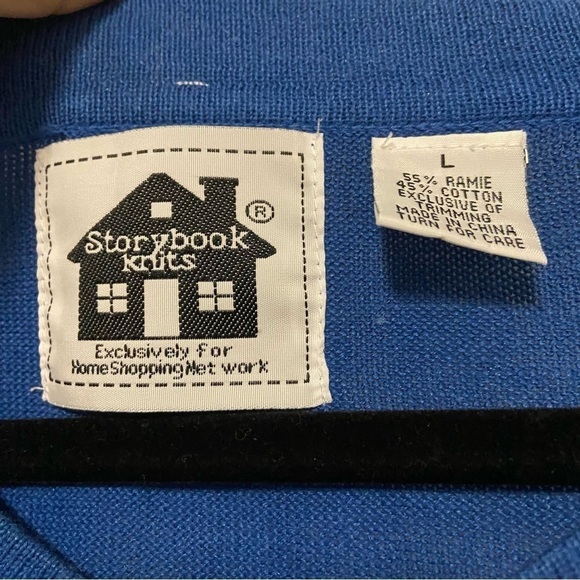 Storybook
knits
®
Exclusively for
HomeShoppingNet work
L
55% RAMIE
45% COTTON
EXCLUSIVE OF
TRIMMING
MADE IN CHINA
TURN FOR CARE